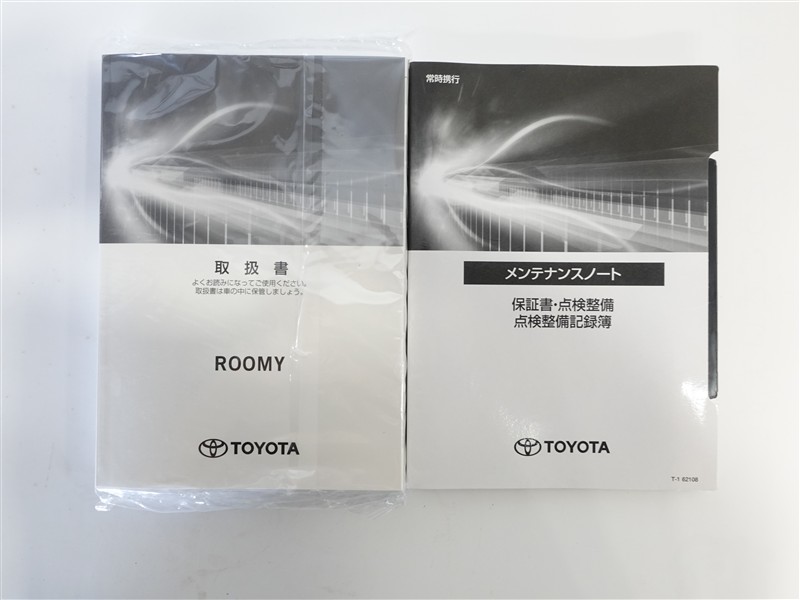 取扱書
よくお読みになってご使用ください。
取扱書は車の中に保管しましょう。
ROOMY
TOYOTA
常時携行
メンテナンスノート
保証書・点検整備
点検整備記録簿
TOYOTA
T-1 62108